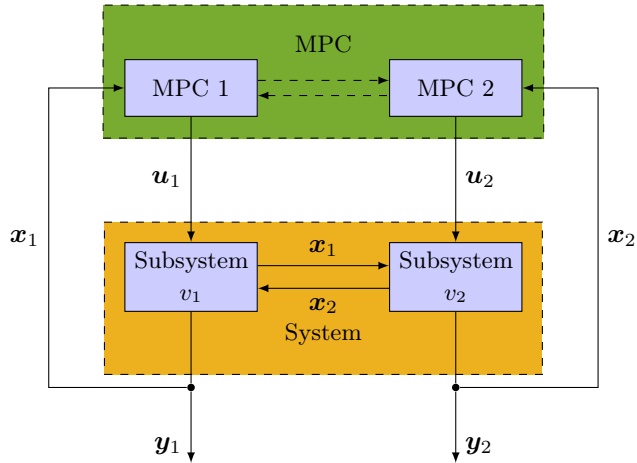 MPC
MPC 1
MPC 2
𝒖₁
𝒖₂
𝒙₁
𝒙₂
Subsystem
v₁
𝒙₁
𝒙₂
Subsystem
v₂
System
𝒚₁
𝒚₂